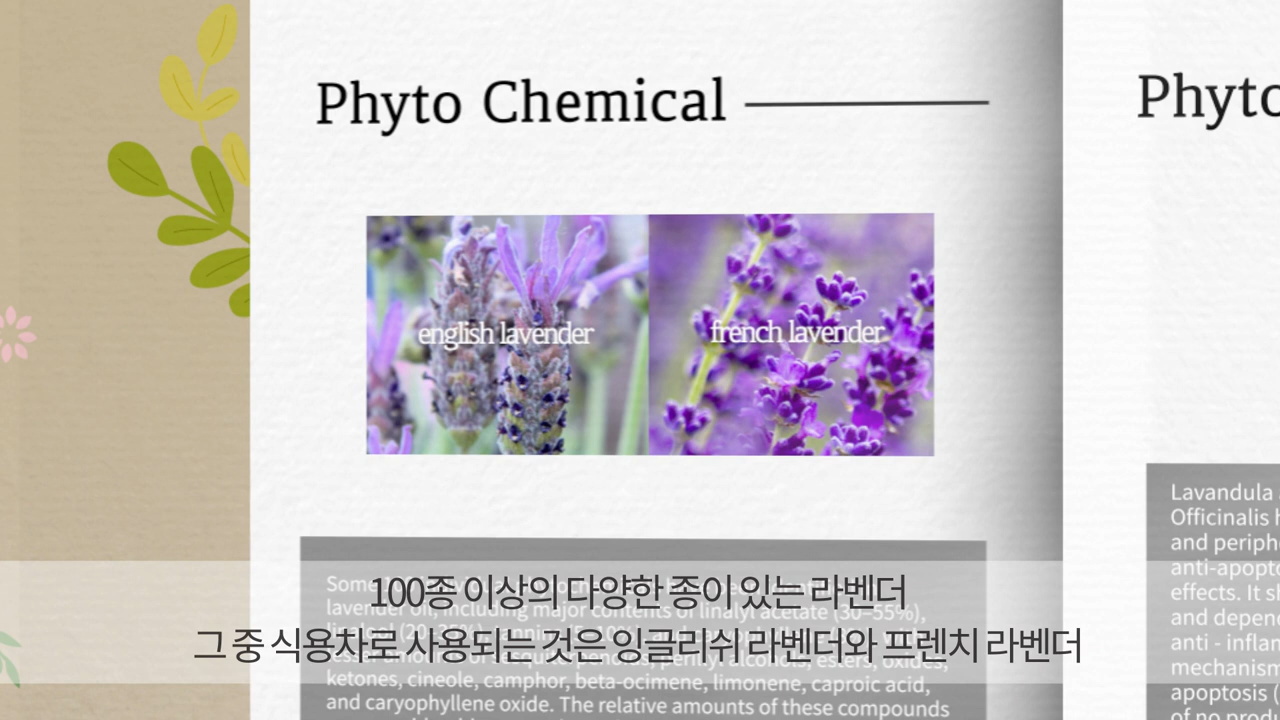 Phyto Chemical
english lavender
french lavender
Some
lavender oil, including major contents of linalyl acetate (30–55%),
ketones, cineole, camphor, beta-ocimene, limonene, caproic acid,
and caryophyllene oxide. The relative amounts of these compounds
100종 이상의 다양한 종이 있는 라벤더
그 중 식용차로 사용되는 것은 잉글리쉬 라벤더와 프렌치 라벤더
Phyto
Lavandula
Officinalis
and periph
anti-apopto
effects. It
and depen
anti - inflam
mechanism
apoptosis (